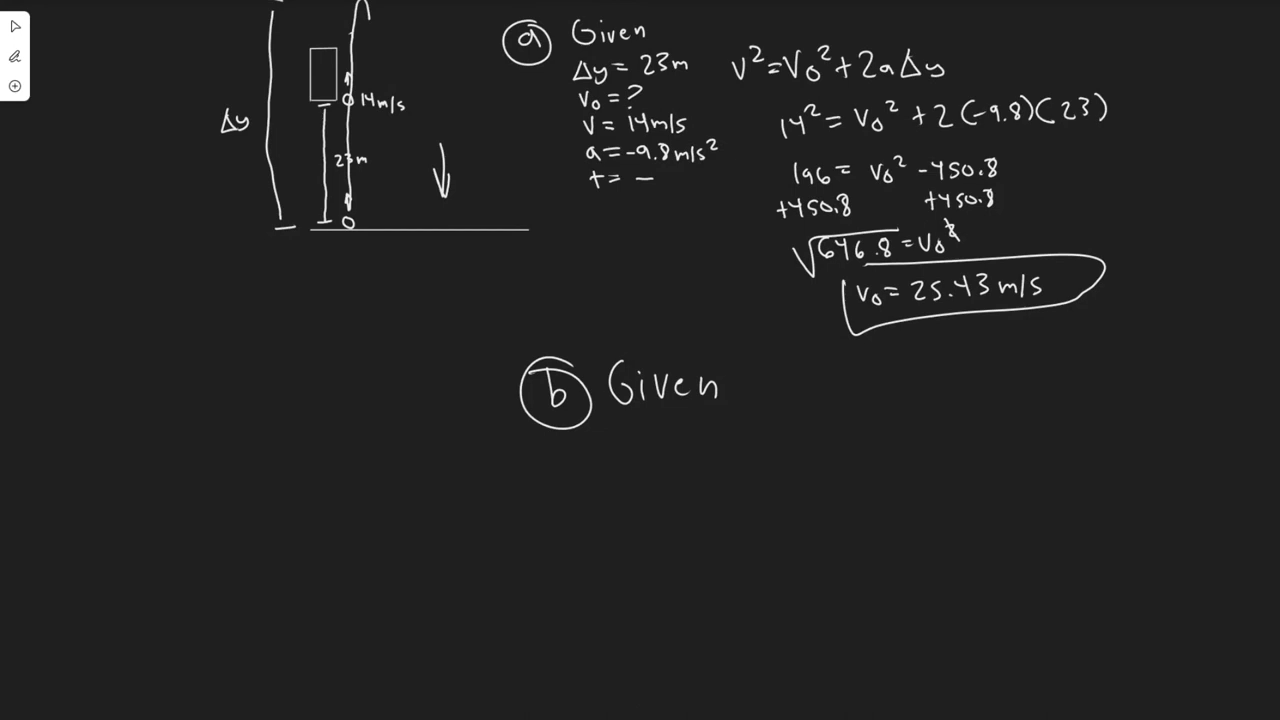 Δy
14m/s
23m
a Given
Δy = 23m
v₀ = ?
v = 14m/s
a = -9.8m/s²
t = —
v² = v₀² + 2aΔy
14² = v₀² + 2(-9.8)(23)
196 = v₀² - 450.8
+450.8 +450.8
√646.8 = v₀²
v₀ = 25.43 m/s
b Given